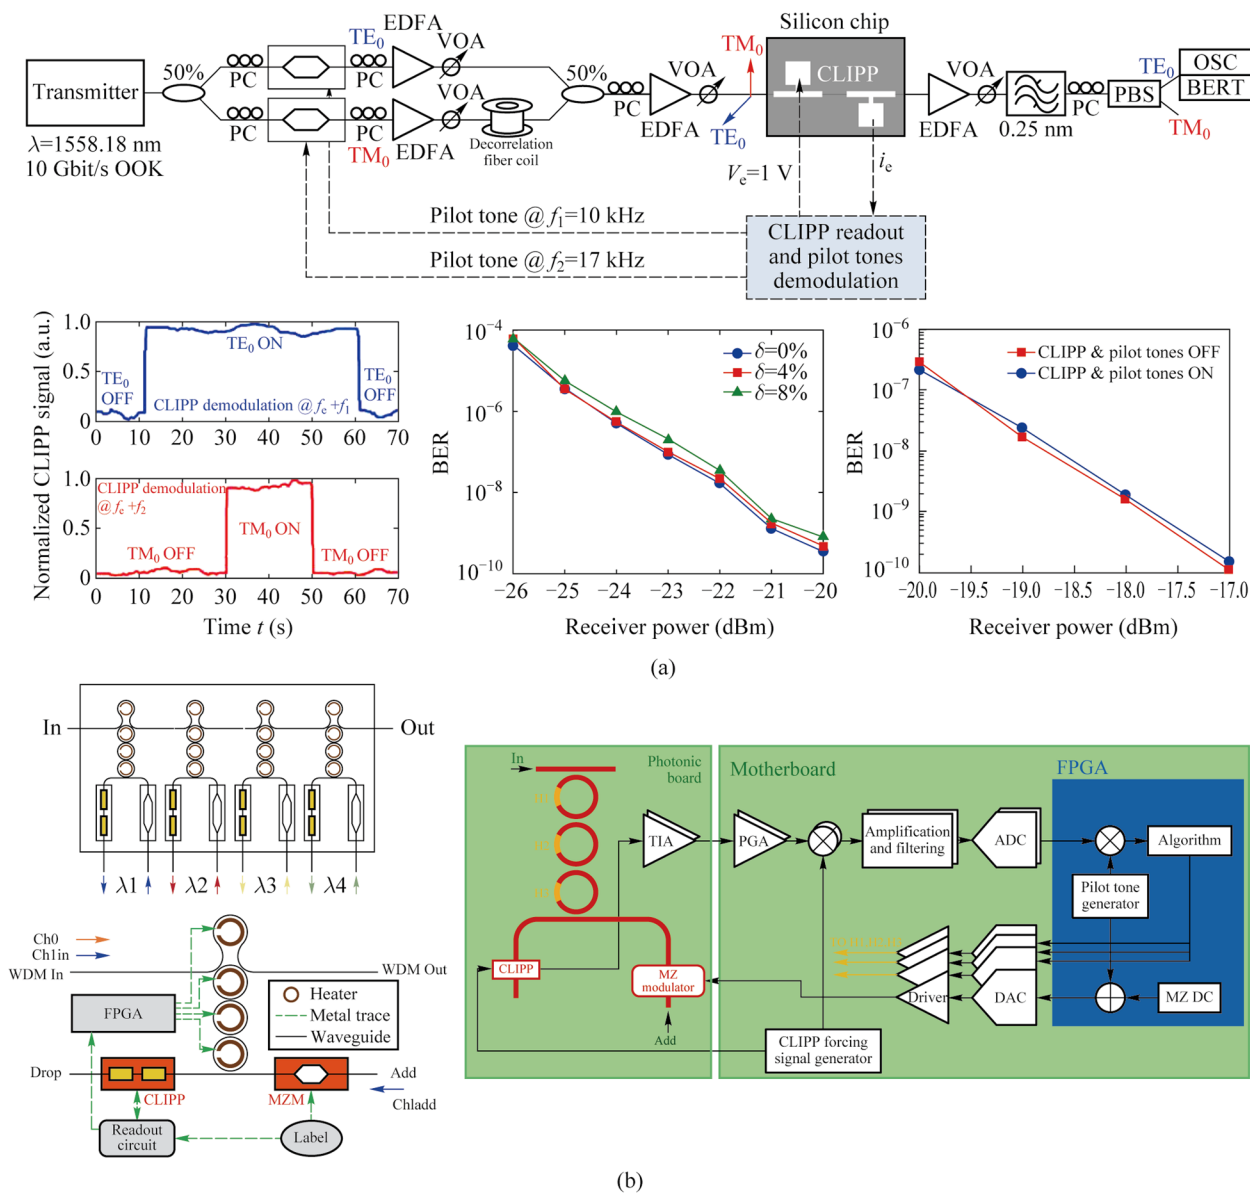 Silicon chip
TE0
EDFA
VOA
50%
PC
Transmitter
λ=1558.18 nm
10 Gbit/s OOK
PC
PC
PC
TM0
EDFA
VOA
Decorrelation
fiber coil
50%
PC
EDFA
VOA
TM0
TE0
CLIPP
Ve=1 V
ie
EDFA
VOA
0.25 nm
PC
PBS
TE0
TM0
OSC
BERT
Pilot tone @ f1=10 kHz
Pilot tone @ f2=17 kHz
CLIPP readout
and pilot tones
demodulation
Normalized CLIPP signal (a.u.)
1.0
0.5
0
TE0
OFF
TE0 ON
TE0
OFF
CLIPP demodulation @ fe+f1
0 10 20 30 40 50 60 70
1.0
0.5
0
CLIPP demodulation
@ fe+f2
TM0 OFF
TM0 ON
TM0 OFF
0 10 20 30 40 50 60 70
Time t (s)
BER
10−4
10−6
10−8
10−10
δ=0%
δ=4%
δ=8%
−26 −25 −24 −23 −22 −21 −20
Receiver power (dBm)
BER
10−6
10−7
10−8
10−9
10−10
CLIPP & pilot tones OFF
CLIPP & pilot tones ON
−20.0 −19.5 −19.0 −18.5 −18.0 −17.5 −17.0
Receiver power (dBm)
(a)
In
Out
λ1
λ2
λ3
λ4
Ch0
Ch1in
WDM In
WDM Out
FPGA
Heater
Metal trace
Waveguide
Drop
Add
CLIPP
MZM
Chladd
Readout
circuit
Label
In
Photonic
board
Motherboard
FPGA
TIA
PGA
Amplification
and filtering
ADC
Algorithm
Pilot tone
generator
CLIPP
MZ
modulator
Add
Driver
DAC
MZ DC
CLIPP forcing
signal generator
(b)